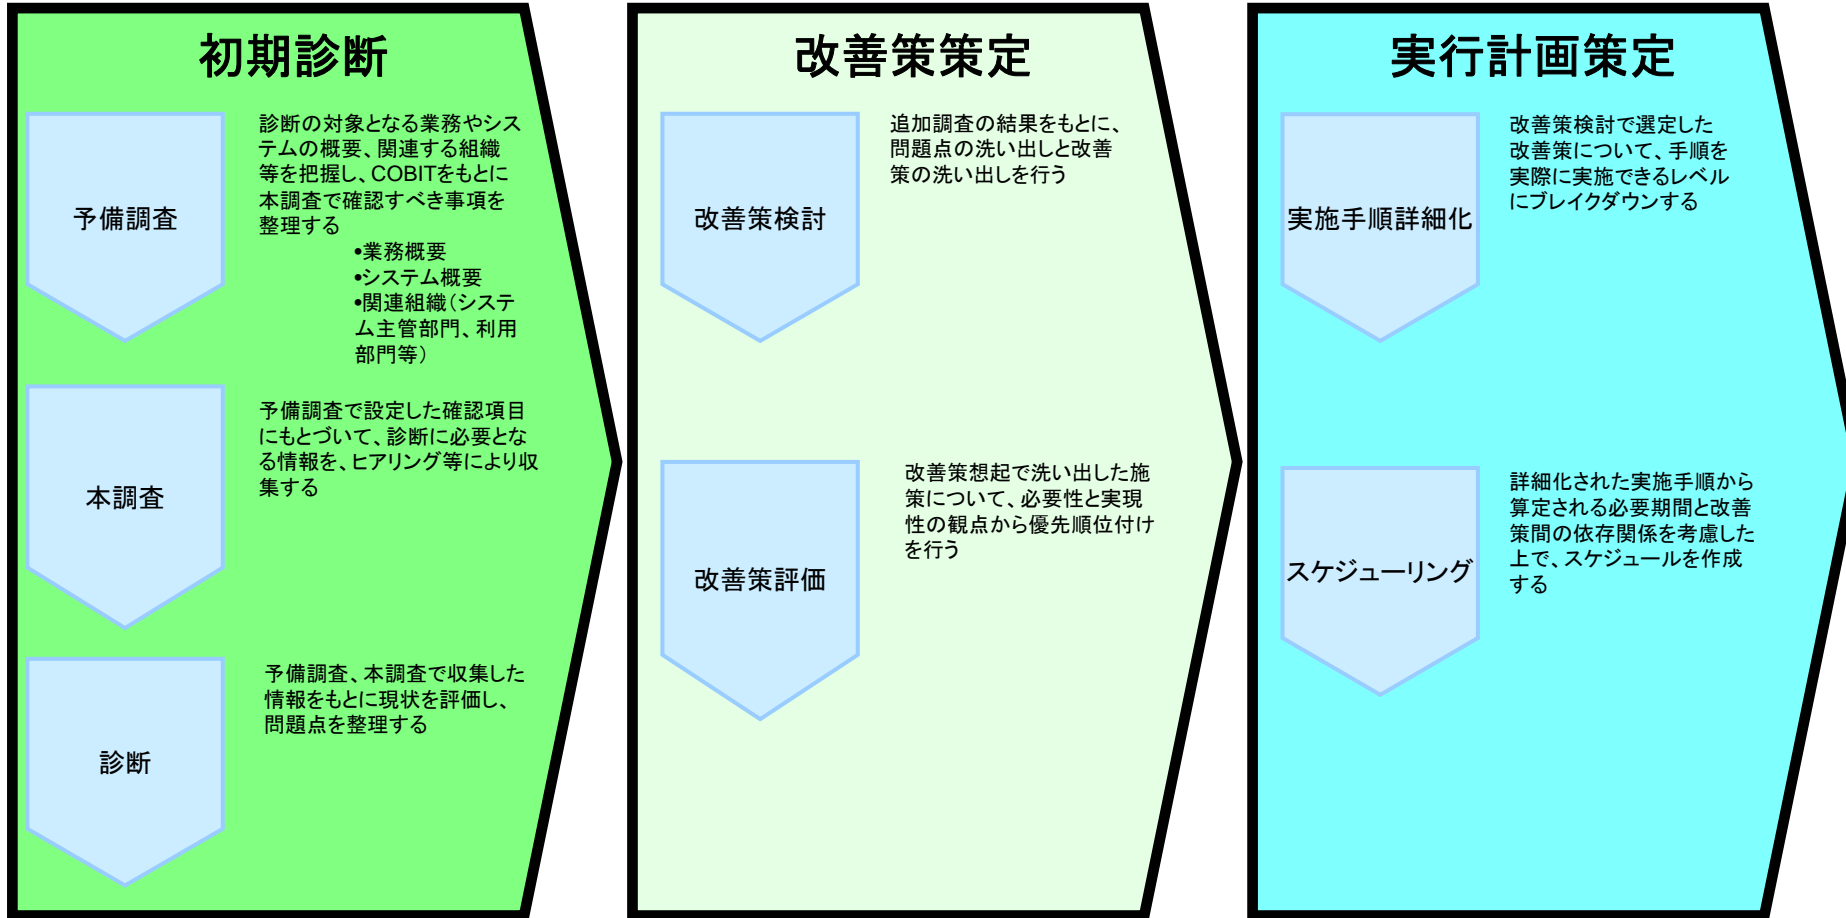 初期診断
予備調査
診断の対象となる業務やシス
テムの概要、関連する組織
等を把握し、COBITをもとに
本調査で確認すべき事項を
整理する
•業務概要
•システム概要
•関連組織（システ
ム主管部門、利用
部門等）
本調査
予備調査で設定した確認項目
にもとづいて、診断に必要とな
る情報を、ヒアリング等により収
集する
診断
予備調査、本調査で収集した
情報をもとに現状を評価し、
問題点を整理する
改善策策定
改善策検討
追加調査の結果をもとに、
問題点の洗い出しと改善
策の洗い出しを行う
改善策評価
改善策想起で洗い出した施
策について、必要性と実現
性の観点から優先順位付け
を行う
実行計画策定
実施手順詳細化
改善策検討で選定した
改善策について、手順を
実際に実施できるレベル
にブレイクダウンする
スケジューリング
詳細化された実施手順から
算定される必要期間と改善
策間の依存関係を考慮した
上で、スケジュールを作成
する